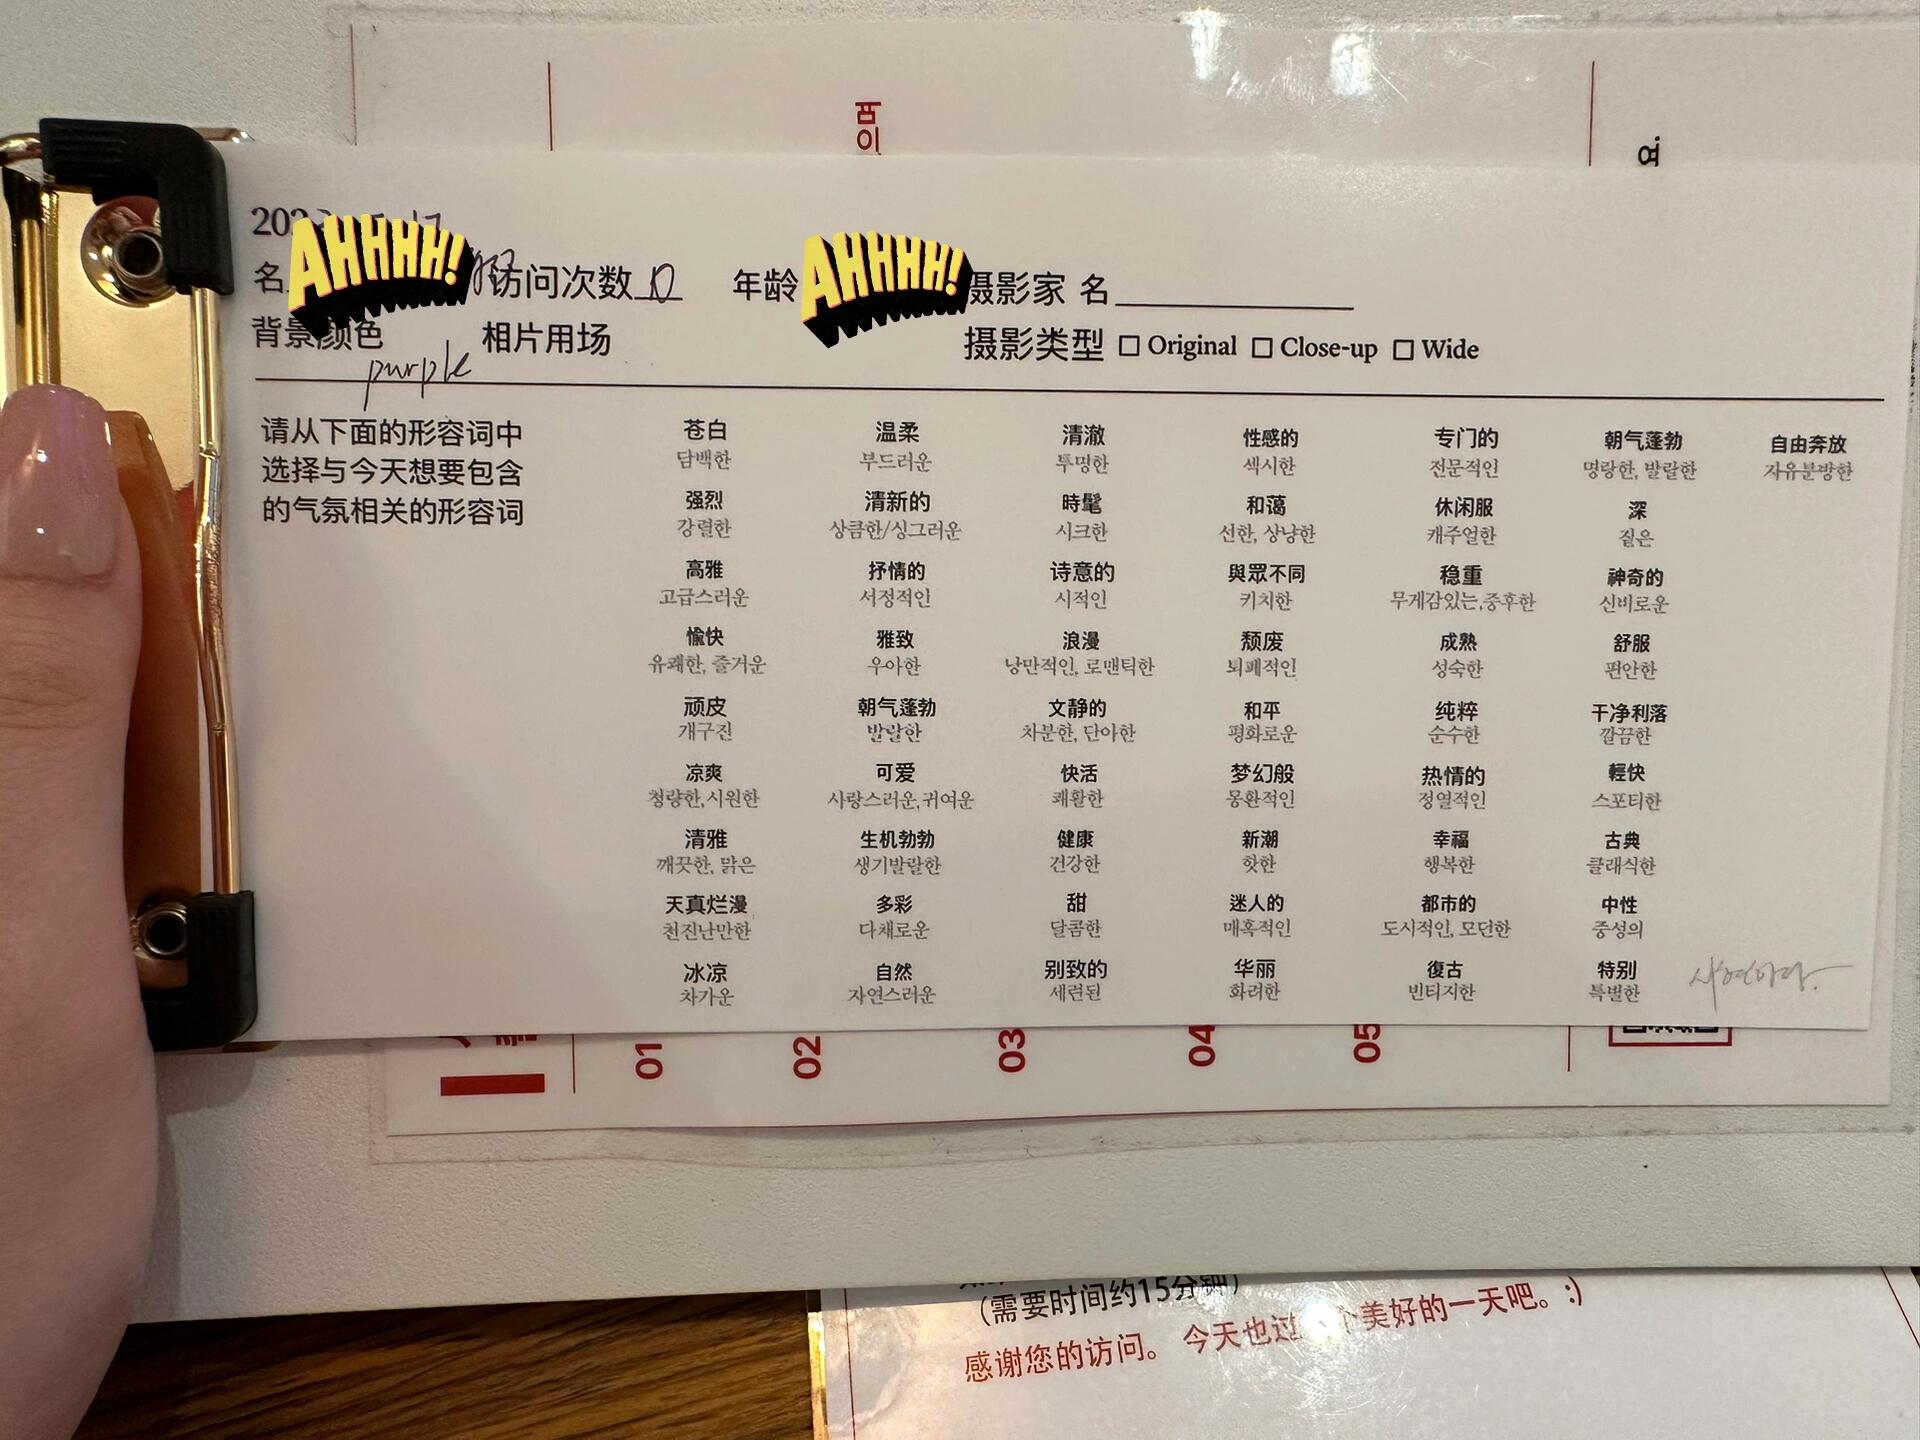 AHHHH!
AHHHH!
名 访问次数 年龄 摄影家 名
背景颜色 purple 相片用场 摄影类型 □ Original □ Close-up □ Wide
请从下面的形容词中
选择与今天想要包含
的气氛相关的形容词
苍白 温柔 清澈 性感的 专门的 朝气蓬勃 自由奔放
담백한 부드러운 투명한 섹시한 전문적인 명랑한, 발랄한 자유분방한
强烈 清新的 時髦 和蔼 休闲服 深
강렬한 상큼한/싱그러운 시크한 선한, 상냥한 캐주얼한 짙은
高雅 抒情的 诗意的 與眾不同 稳重 神奇的
고급스러운 서정적인 시적인 키치한 무게감있는,중후한 신비로운
愉快 雅致 浪漫 颓废 成熟 舒服
유쾌한, 즐거운 우아한 낭만적인, 로맨틱한 퇴폐적인 성숙한 편안한
顽皮 朝气蓬勃 文静的 和平 纯粹 干净利落
개구진 발랄한 차분한, 단아한 평화로운 순수한 깔끔한
凉爽 可爱 快活 梦幻般 热情的 輕快
청량한,시원한 사랑스러운,귀여운 쾌활한 몽환적인 정열적인 스포티한
清雅 生机勃勃 健康 新潮 幸福 古典
깨끗한, 맑은 생기발랄한 건강한 핫한 행복한 클래식한
天真烂漫 多彩 甜 迷人的 都市的 中性
천진난만한 다채로운 달콤한 매혹적인 도시적인, 모던한 중성의
冰凉 自然 别致的 华丽 復古 特别
차가운 자연스러운 세련된 화려한 빈티지한 특별한
01 02 03 04 05
(需要时间约15分钟)
感谢您的访问。 今天也过 个美好的一天吧。:)